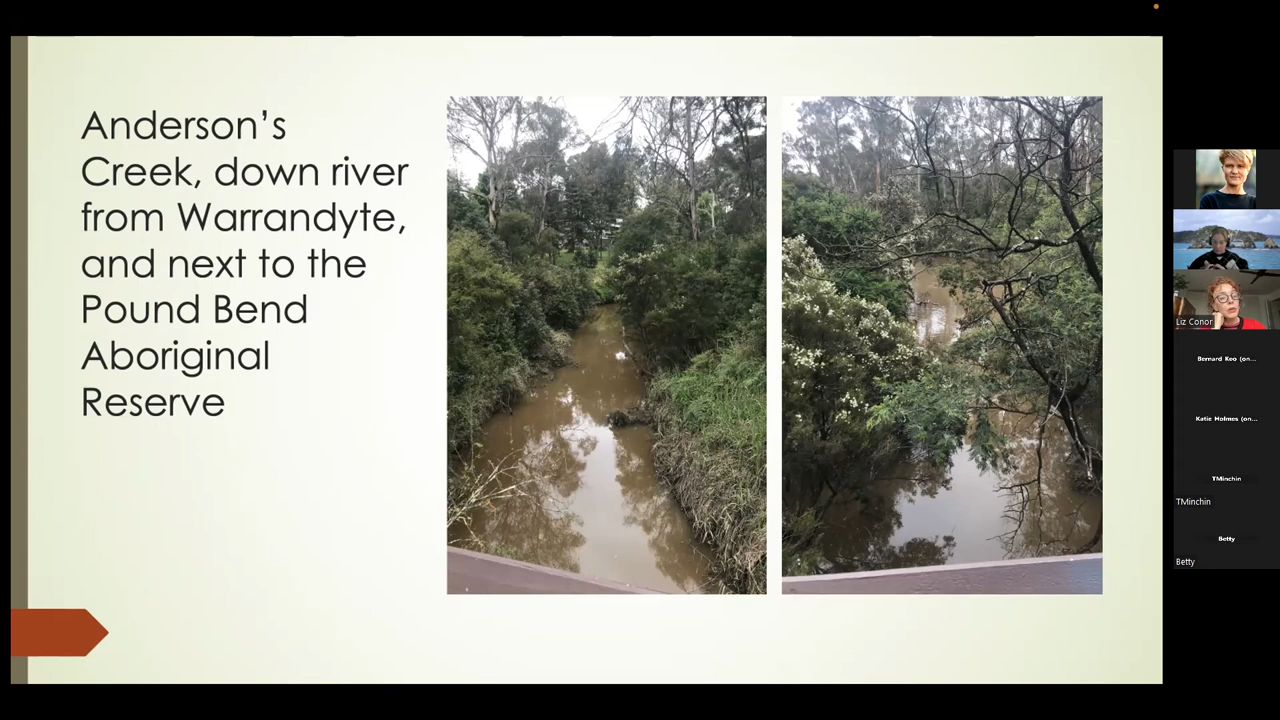 Anderson’s
Creek, down river
from Warrandyte,
and next to the
Pound Bend
Aboriginal
Reserve
Liz Conor
Bernard Keo (on...
Katie Holmes (on...
TMinchin
TMinchin
Betty
Betty